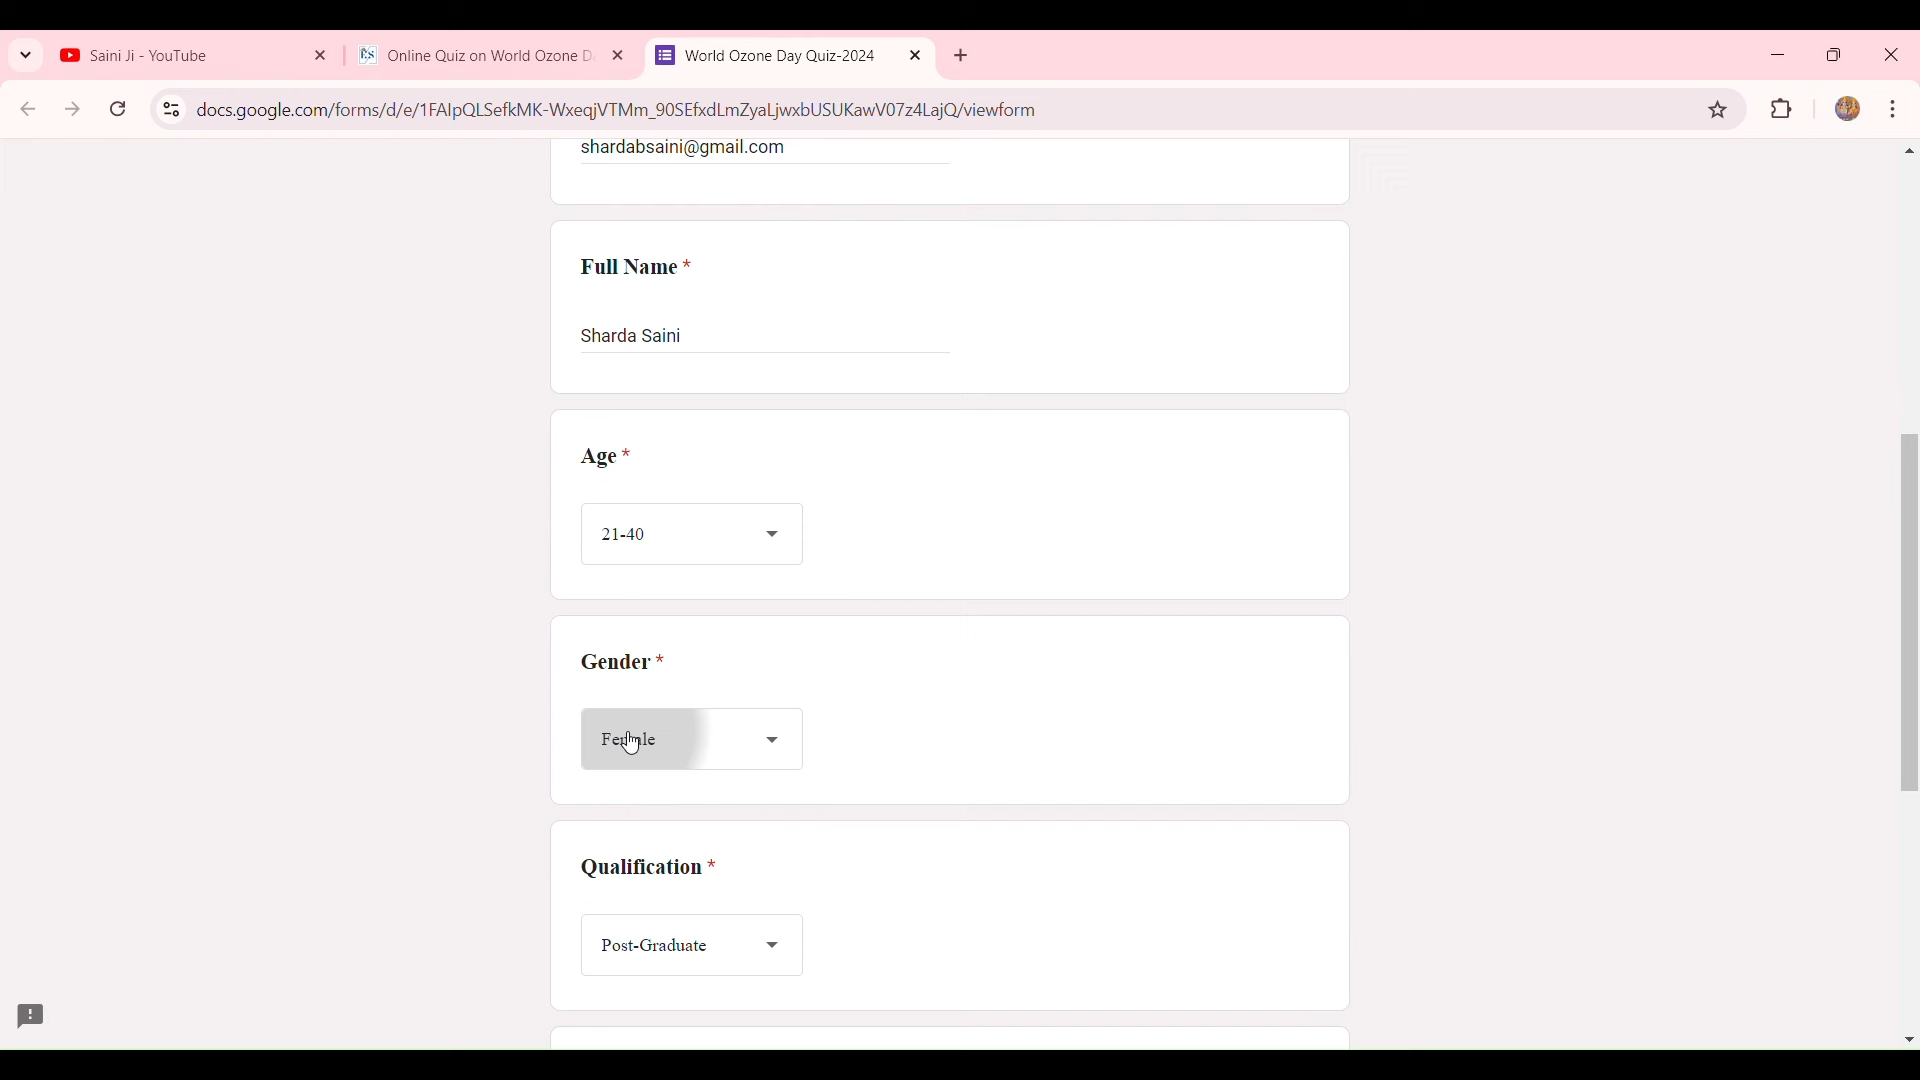 Saini Ji - YouTube
Online Quiz on World Ozone D
World Ozone Day Quiz-2024
docs.google.com/forms/d/e/1FAIpQLSefkMK-WxeqjVTMm_90SEfxdLmZyaLjwxbUSUKawV07z4LajQ/viewform
shardabsaini@gmail.com
Full Name *
Sharda Saini
Age *
21-40
Gender *
Female
Qualification *
Post-Graduate